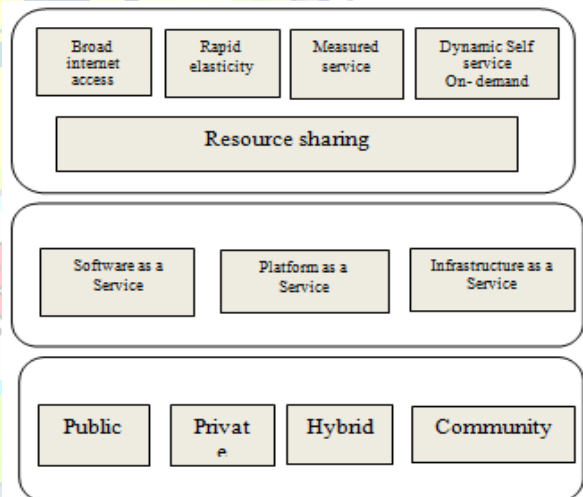 Broad
internet
access
Rapid
elasticity
Measured
service
Dynamic Self
service
On- demand
Resource sharing
Software as a
Service
Platform as a
Service
Infrastructure as a
Service
Public
Privat
e
Hybrid
Community